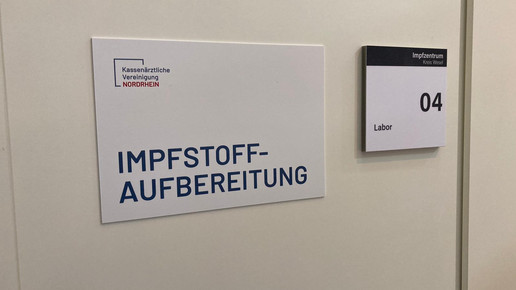 Kassenärztliche
Vereinigung
NORDRHEIN
IMPFSTOFF-
AUFBEREITUNG
Impfzentrum
Kreis Wesel
04
Labor